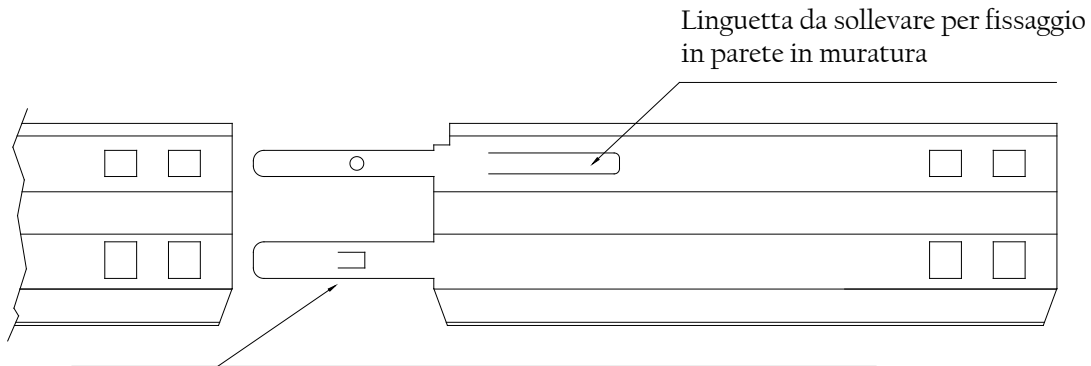 Linguetta da sollevare per fissaggio
in parete in muratura